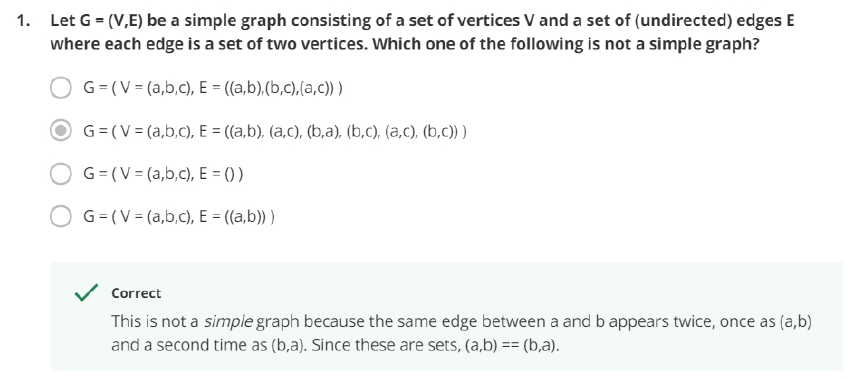 1. Let G = (V,E) be a simple graph consisting of a set of vertices V and a set of (undirected) edges E
where each edge is a set of two vertices. Which one of the following is not a simple graph?
G = ( V = (a,b,c), E = ((a,b),(b,c),(a,c)) )
G = ( V = (a,b,c), E = ((a,b), (a,c), (b,a), (b,c), (a,c), (b,c)) )
G = ( V = (a,b,c), E = () )
G = ( V = (a,b,c), E = ((a,b)) )
Correct
This is not a simple graph because the same edge between a and b appears twice, once as (a,b)
and a second time as (b,a). Since these are sets, (a,b) == (b,a).